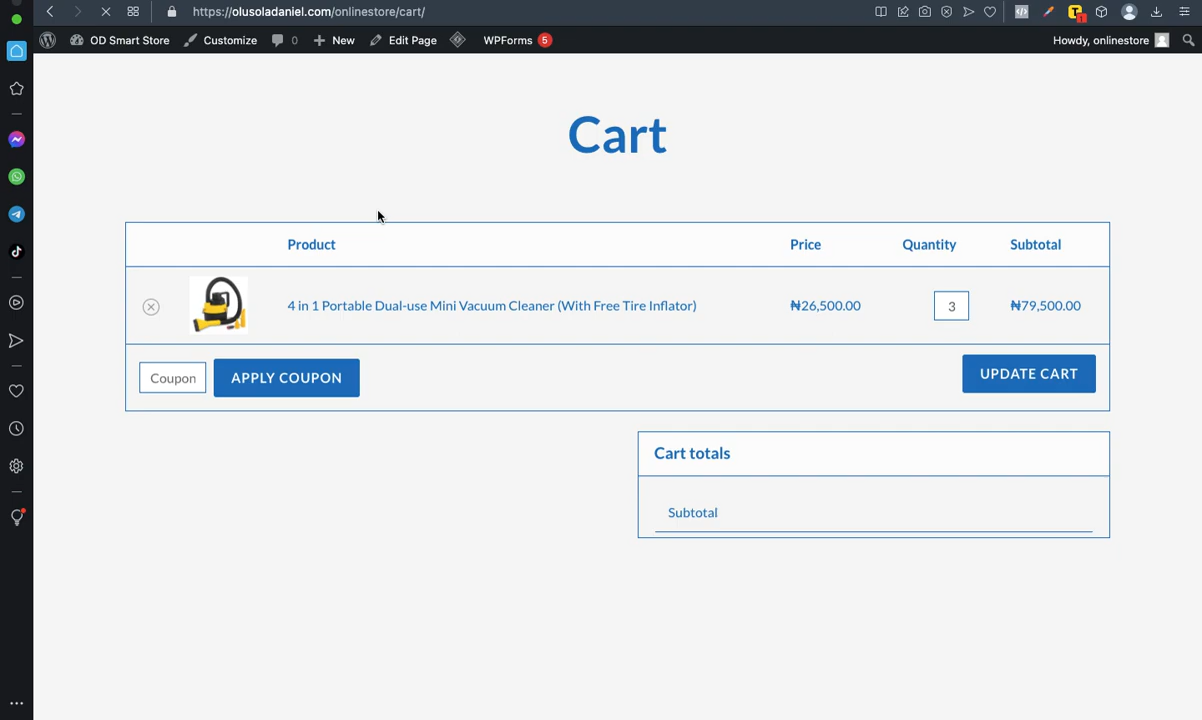 https://olusoladaniel.com/onlinestore/cart/
1
OD Smart Store Customize 0 New Edit Page WPForms 5 Howdy, onlinestore
Cart
Product Price Quantity Subtotal
4 in 1 Portable Dual-use Mini Vacuum Cleaner (With Free Tire Inflator) ₦26,500.00 3 ₦79,500.00
Coupon APPLY COUPON UPDATE CART
Cart totals
Subtotal